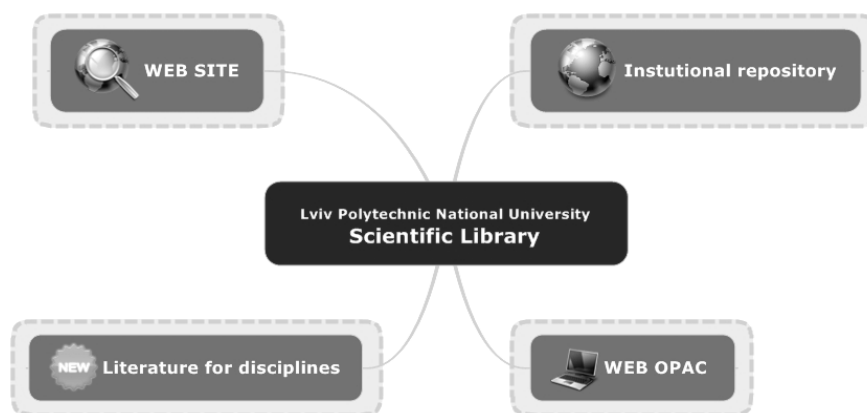 WEB SITE
Instutional repository
Lviv Polytechnic National University
Scientific Library
NEW
Literature for disciplines
WEB OPAC